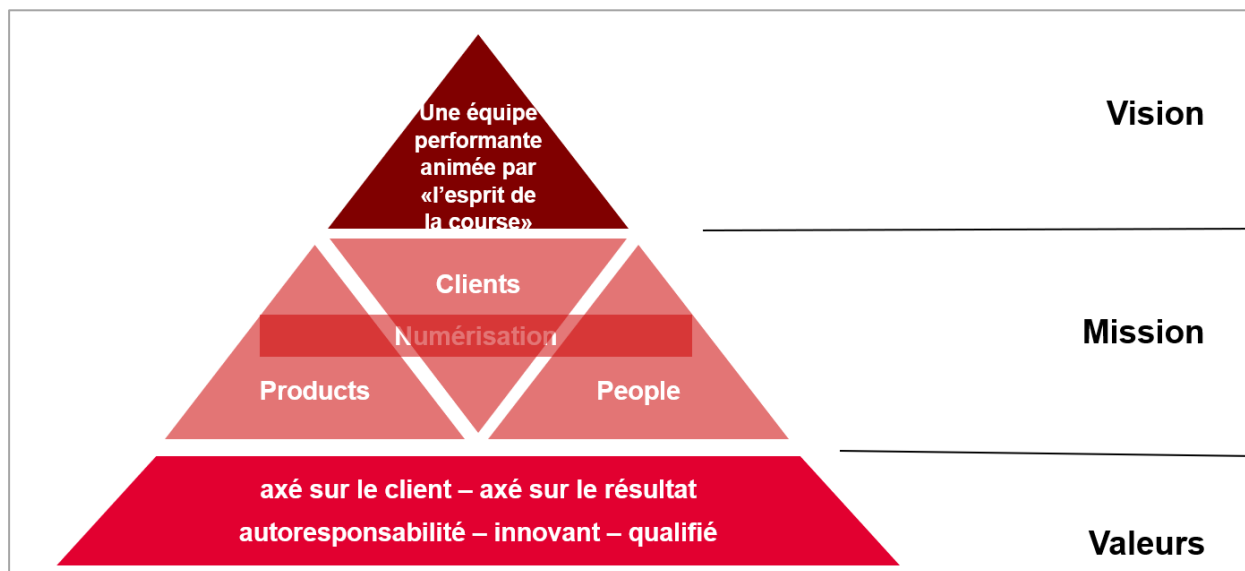 Une équipe
performante
animée par
«l'esprit de
la course»
Vision
Clients
Numérisation
Products
People
Mission
axé sur le client – axé sur le résultat
autoresponsabilité – innovant – qualifié
Valeurs